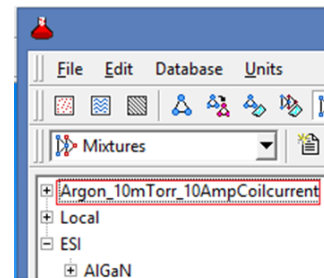 File Edit Database Units
Mixtures
Argon_10mTorr_10AmpCoilcurrent
Local
ESI
AlGaN